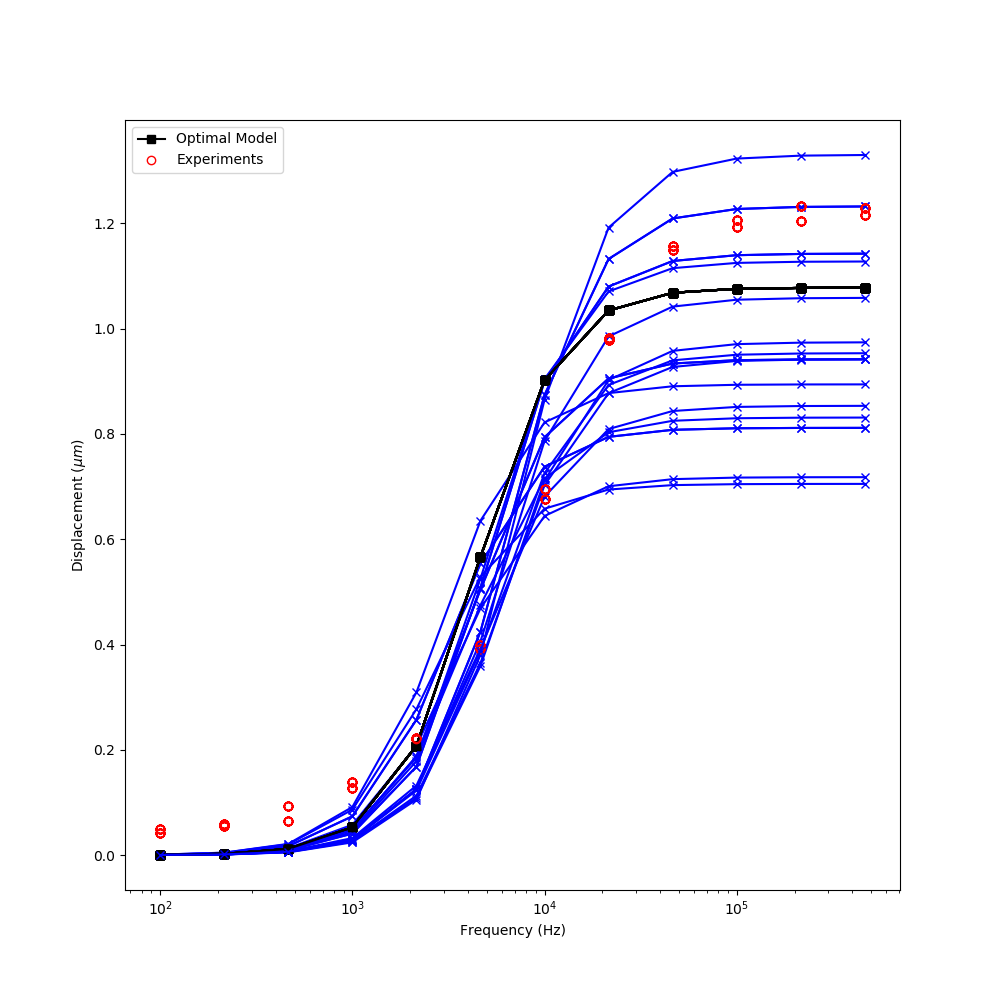 Optimal Model
Experiments
1.2
1.0
0.8
0.6
0.4
0.2
0.0
Displacement (μm)
10² 10³ 10⁴ 10⁵
Frequency (Hz)